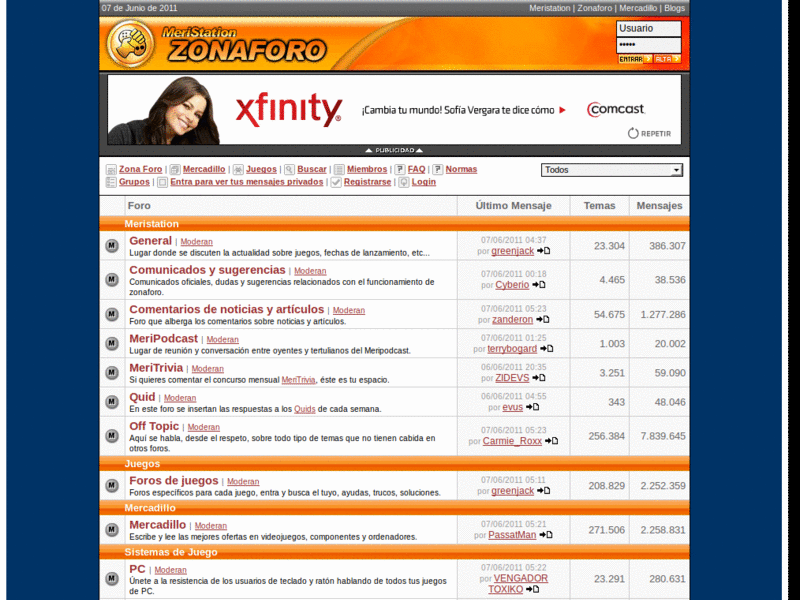 07 de Junio de 2011
Meristation | Zonaforo | Mercadillo | Blogs
MeriStation
ZONAFORO
Usuario
•••••
ENTRAR ALTA
xfinity® ¡Cambia tu mundo! Sofía Vergara te dice cómo comcast.
REPETIR
PUBLICIDAD
Zona Foro | Mercadillo | Juegos | Buscar | Miembros | FAQ | Normas
Grupos | Entra para ver tus mensajes privados | Registrarse | Login
Todos
Foro Último Mensaje Temas Mensajes
Meristation
General | Moderan
Lugar donde se discuten la actualidad sobre juegos, fechas de lanzamiento, etc...
07/06/2011 04:37
por greenjack
23.304 386.307
Comunicados y sugerencias | Moderan
Comunicados oficiales, dudas y sugerencias relacionados con el funcionamiento de
zonaforo.
07/06/2011 00:18
por Cyberio
4.465 38.536
Comentarios de noticias y artículos | Moderan
Foro que alberga los comentarios sobre noticias y artículos.
07/06/2011 05:23
por zanderon
54.675 1.277.286
MeriPodcast | Moderan
Lugar de reunión y conversación entre oyentes y tertulianos del Meripodcast.
07/06/2011 01:25
por terrybogard
1.003 20.002
MeriTrivia | Moderan
Si quieres comentar el concurso mensual MeriTrivia, éste es tu espacio.
06/06/2011 20:35
por ZIDEVS
3.251 59.090
Quid | Moderan
En este foro se insertan las respuestas a los Quids de cada semana.
06/06/2011 04:55
por evus
343 48.046
Off Topic | Moderan
Aquí se habla, desde el respeto, sobre todo tipo de temas que no tienen cabida en
otros foros.
07/06/2011 05:23
por Carmie_Roxx
256.384 7.839.645
Juegos
Foros de juegos | Moderan
Foros específicos para cada juego, entra y busca el tuyo, ayudas, trucos, soluciones.
07/06/2011 05:11
por greenjack
208.829 2.252.359
Mercadillo
Mercadillo | Moderan
Escribe y lee las mejores ofertas en videojuegos, componentes y ordenadores.
07/06/2011 05:21
por PassatMan
271.506 2.258.831
Sistemas de Juego
PC | Moderan
Únete a la resistencia de los usuarios de teclado y ratón hablando de todos tus juegos
de PC.
07/06/2011 05:22
por VENGADOR
TOXIKO
23.291 280.631